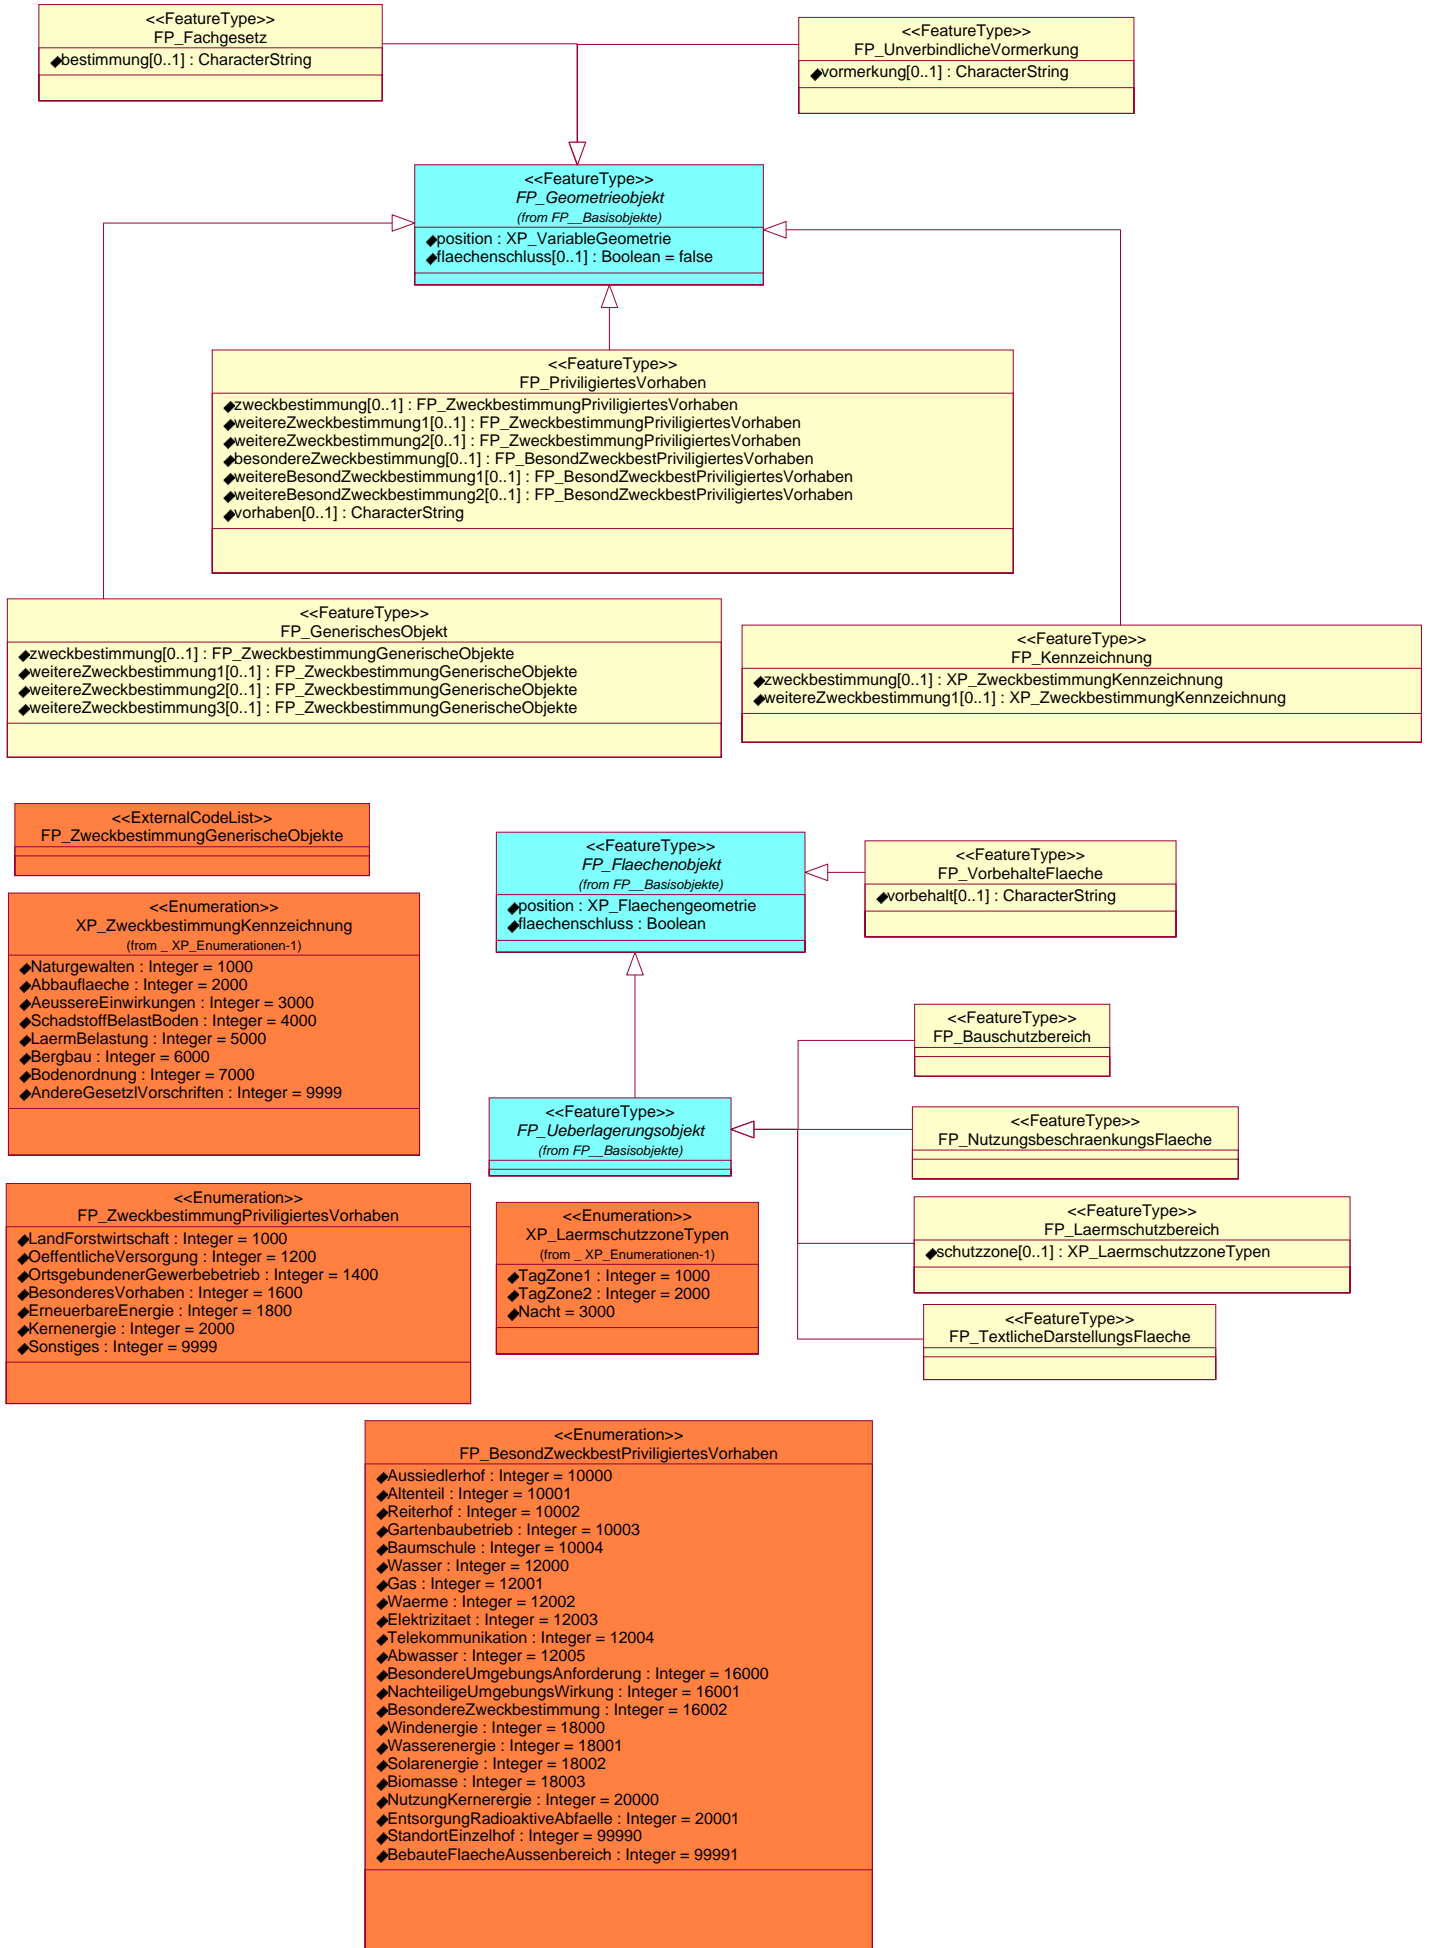 <<FeatureType>>
FP_Fachgesetz
bestimmung[0..1] : CharacterString
<<FeatureType>>
FP_UnverbindlicheVormerkung
vormerkung[0..1] : CharacterString
<<FeatureType>>
FP_Geometrieobjekt
(from FP__Basisobjekte)
position : XP_VariableGeometrie
flaechenschluss[0..1] : Boolean = false
<<FeatureType>>
FP_PriviligiertesVorhaben
zweckbestimmung[0..1] : FP_ZweckbestimmungPriviligiertesVorhaben
weitereZweckbestimmung1[0..1] : FP_ZweckbestimmungPriviligiertesVorhaben
weitereZweckbestimmung2[0..1] : FP_ZweckbestimmungPriviligiertesVorhaben
besondereZweckbestimmung[0..1] : FP_BesondZweckbestPriviligiertesVorhaben
weitereBesondZweckbestimmung1[0..1] : FP_BesondZweckbestPriviligiertesVorhaben
weitereBesondZweckbestimmung2[0..1] : FP_BesondZweckbestPriviligiertesVorhaben
vorhaben[0..1] : CharacterString
<<FeatureType>>
FP_GenerischesObjekt
zweckbestimmung[0..1] : FP_ZweckbestimmungGenerischeObjekte
weitereZweckbestimmung1[0..1] : FP_ZweckbestimmungGenerischeObjekte
weitereZweckbestimmung2[0..1] : FP_ZweckbestimmungGenerischeObjekte
weitereZweckbestimmung3[0..1] : FP_ZweckbestimmungGenerischeObjekte
<<FeatureType>>
FP_Kennzeichnung
zweckbestimmung[0..1] : XP_ZweckbestimmungKennzeichnung
weitereZweckbestimmung1[0..1] : XP_ZweckbestimmungKennzeichnung
<<ExternalCodeList>>
FP_ZweckbestimmungGenerischeObjekte
<<Enumeration>>
XP_ZweckbestimmungKennzeichnung
(from _ XP_Enumerationen-1)
Naturgewalten : Integer = 1000
Abbauflaeche : Integer = 2000
AeussereEinwirkungen : Integer = 3000
SchadstoffBelastBoden : Integer = 4000
LaermBelastung : Integer = 5000
Bergbau : Integer = 6000
Bodenordnung : Integer = 7000
AndereGesetzlVorschriften : Integer = 9999
<<FeatureType>>
FP_Flaechenobjekt
(from FP__Basisobjekte)
position : XP_Flaechengeometrie
flaechenschluss : Boolean
<<FeatureType>>
FP_VorbehalteFlaeche
vorbehalt[0..1] : CharacterString
<<FeatureType>>
FP_Bauschutzbereich
<<FeatureType>>
FP_Ueberlagerungsobjekt
(from FP__Basisobjekte)
<<FeatureType>>
FP_NutzungsbeschraenkungsFlaeche
<<FeatureType>>
FP_Laermschutzbereich
schutzzone[0..1] : XP_LaermschutzzoneTypen
<<FeatureType>>
FP_TextlicheDarstellungsFlaeche
<<Enumeration>>
FP_ZweckbestimmungPriviligiertesVorhaben
LandForstwirtschaft : Integer = 1000
OeffentlicheVersorgung : Integer = 1200
OrtsgebundenerGewerbebetrieb : Integer = 1400
BesonderesVorhaben : Integer = 1600
ErneuerbareEnergie : Integer = 1800
Kernenergie : Integer = 2000
Sonstiges : Integer = 9999
<<Enumeration>>
XP_LaermschutzzoneTypen
(from _ XP_Enumerationen-1)
TagZone1 : Integer = 1000
TagZone2 : Integer = 2000
Nacht = 3000
<<Enumeration>>
FP_BesondZweckbestPriviligiertesVorhaben
Aussiedlerhof : Integer = 10000
Altenteil : Integer = 10001
Reiterhof : Integer = 10002
Gartenbaubetrieb : Integer = 10003
Baumschule : Integer = 10004
Wasser : Integer = 12000
Gas : Integer = 12001
Waerme : Integer = 12002
Elektrizitaet : Integer = 12003
Telekommunikation : Integer = 12004
Abwasser : Integer = 12005
BesondereUmgebungsAnforderung : Integer = 16000
NachteiligeUmgebungsWirkung : Integer = 16001
BesondereZweckbestimmung : Integer = 16002
Windenergie : Integer = 18000
Wasserenergie : Integer = 18001
Solarenergie : Integer = 18002
Biomasse : Integer = 18003
NutzungKernerergie : Integer = 20000
EntsorgungRadioaktiveAbfaelle : Integer = 20001
StandortEinzelhof : Integer = 99990
BebauteFlaecheAussenbereich : Integer = 99991